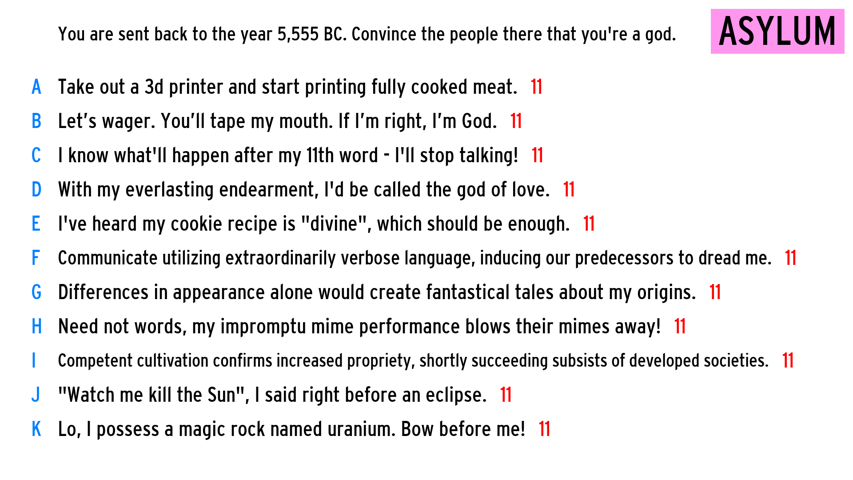 You are sent back to the year 5,555 BC. Convince the people there that you're a god. ASYLUM
A Take out a 3d printer and start printing fully cooked meat. 11
B Let’s wager. You’ll tape my mouth. If I’m right, I’m God. 11
C I know what'll happen after my 11th word - I'll stop talking! 11
D With my everlasting endearment, I'd be called the god of love. 11
E I've heard my cookie recipe is "divine", which should be enough. 11
F Communicate utilizing extraordinarily verbose language, inducing our predecessors to dread me. 11
G Differences in appearance alone would create fantastical tales about my origins. 11
H Need not words, my impromptu mime performance blows their mimes away! 11
I Competent cultivation confirms increased propriety, shortly succeeding subsists of developed societies. 11
J "Watch me kill the Sun", I said right before an eclipse. 11
K Lo, I possess a magic rock named uranium. Bow before me! 11